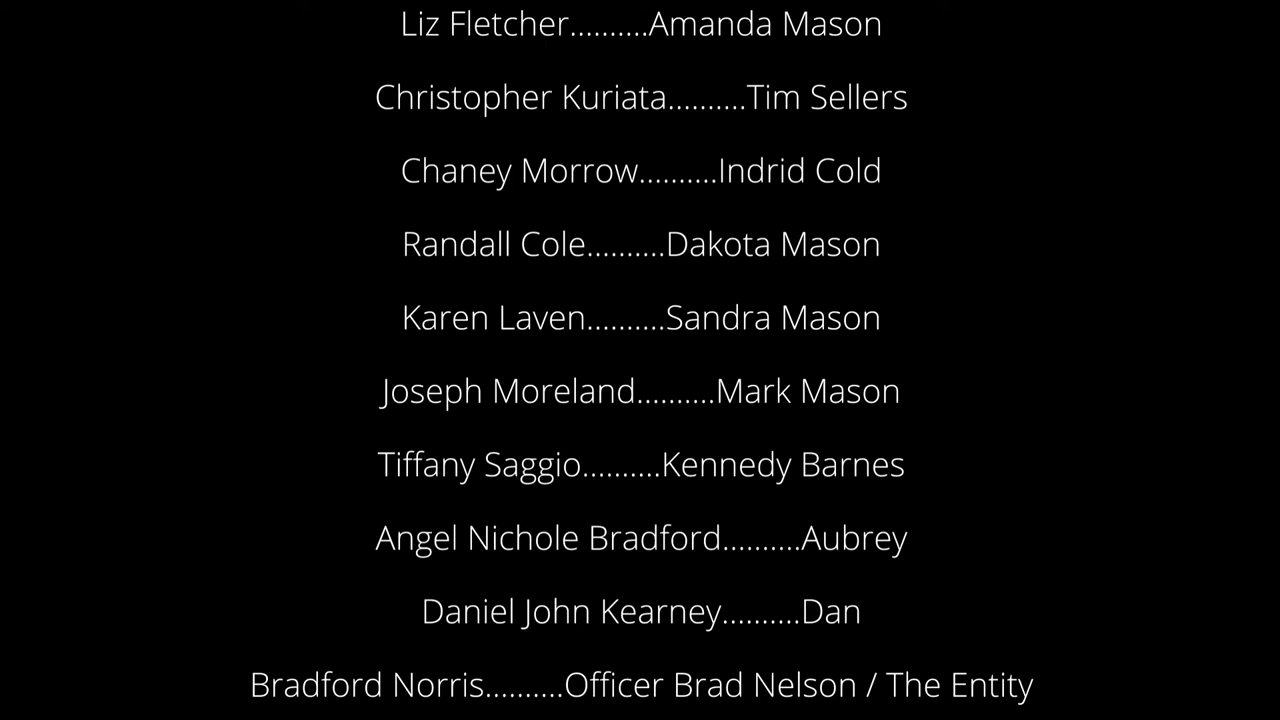 Liz Fletcher..........Amanda Mason
Christopher Kuriata..........Tim Sellers
Chaney Morrow..........Indrid Cold
Randall Cole..........Dakota Mason
Karen Laven..........Sandra Mason
Joseph Moreland..........Mark Mason
Tiffany Saggio..........Kennedy Barnes
Angel Nichole Bradford..........Aubrey
Daniel John Kearney..........Dan
Bradford Norris..........Officer Brad Nelson / The Entity